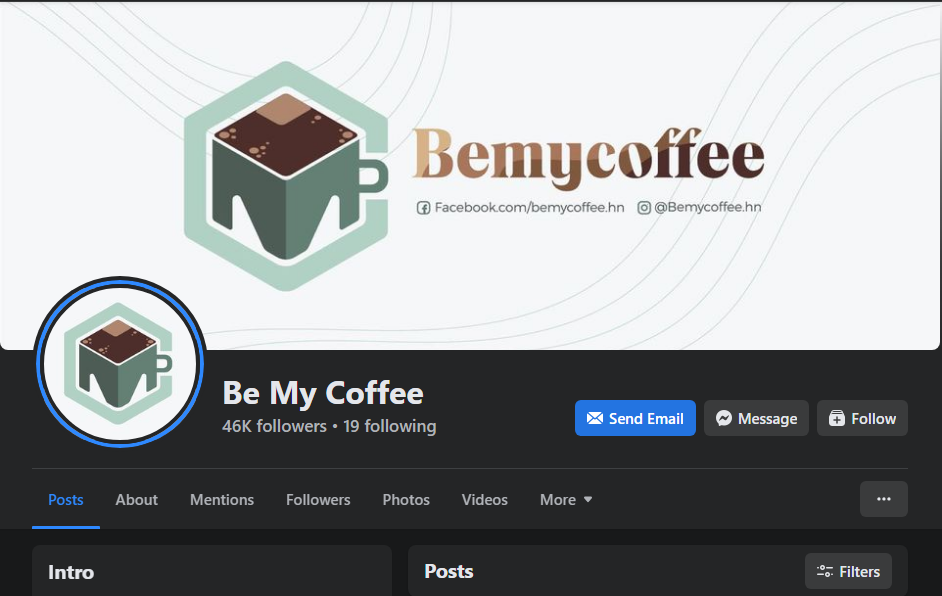 Bemycoffee
Facebook.com/bemycoffee.hn @Bemycoffee.hn
Be My Coffee
46K followers • 19 following
Send Email Message Follow
Posts About Mentions Followers Photos Videos More
Intro
Posts
Filters